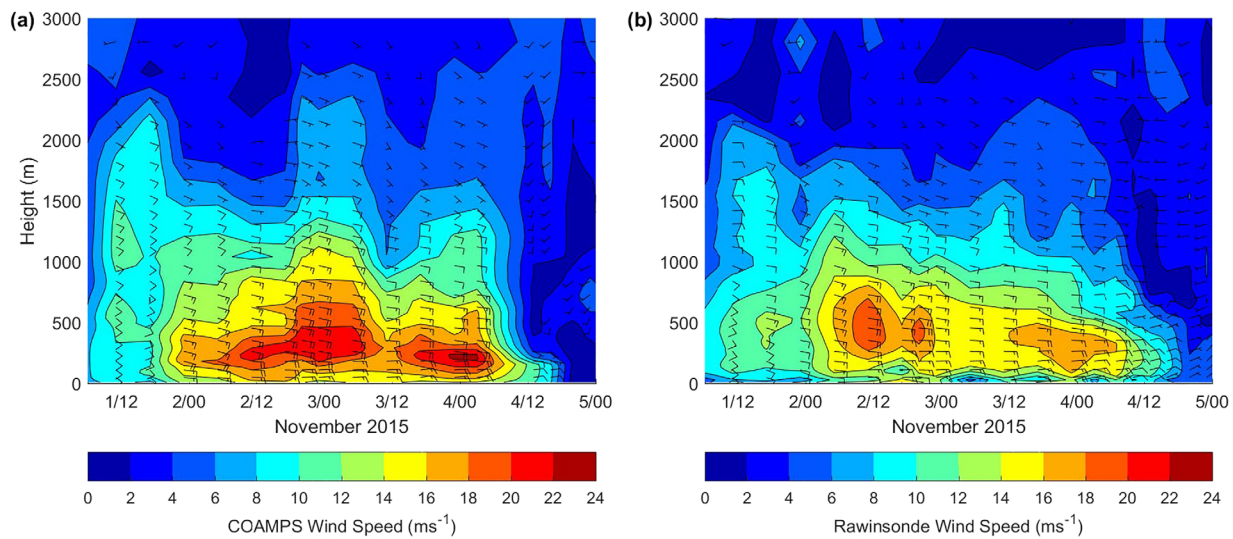 (a)
3000
2500
2000
1500
1000
500
0
Height (m)
1/12 2/00 2/12 3/00 3/12 4/00 4/12 5/00
November 2015
0 2 4 6 8 10 12 14 16 18 20 22 24
COAMPS Wind Speed (ms⁻¹)
(b)
3000
2500
2000
1500
1000
500
0
1/12 2/00 2/12 3/00 3/12 4/00 4/12 5/00
November 2015
0 2 4 6 8 10 12 14 16 18 20 22 24
Rawinsonde Wind Speed (ms⁻¹)